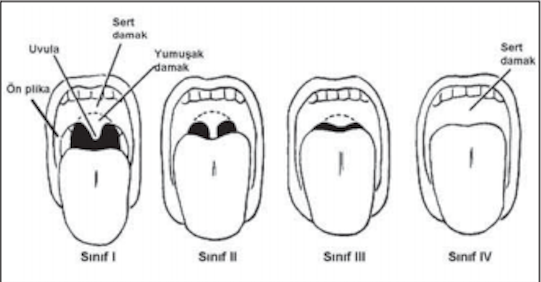 Sert
damak
Uvula
Yumuşak
damak
Ön plika
Sert
damak
Sınıf I
Sınıf II
Sınıf III
Sınıf IV